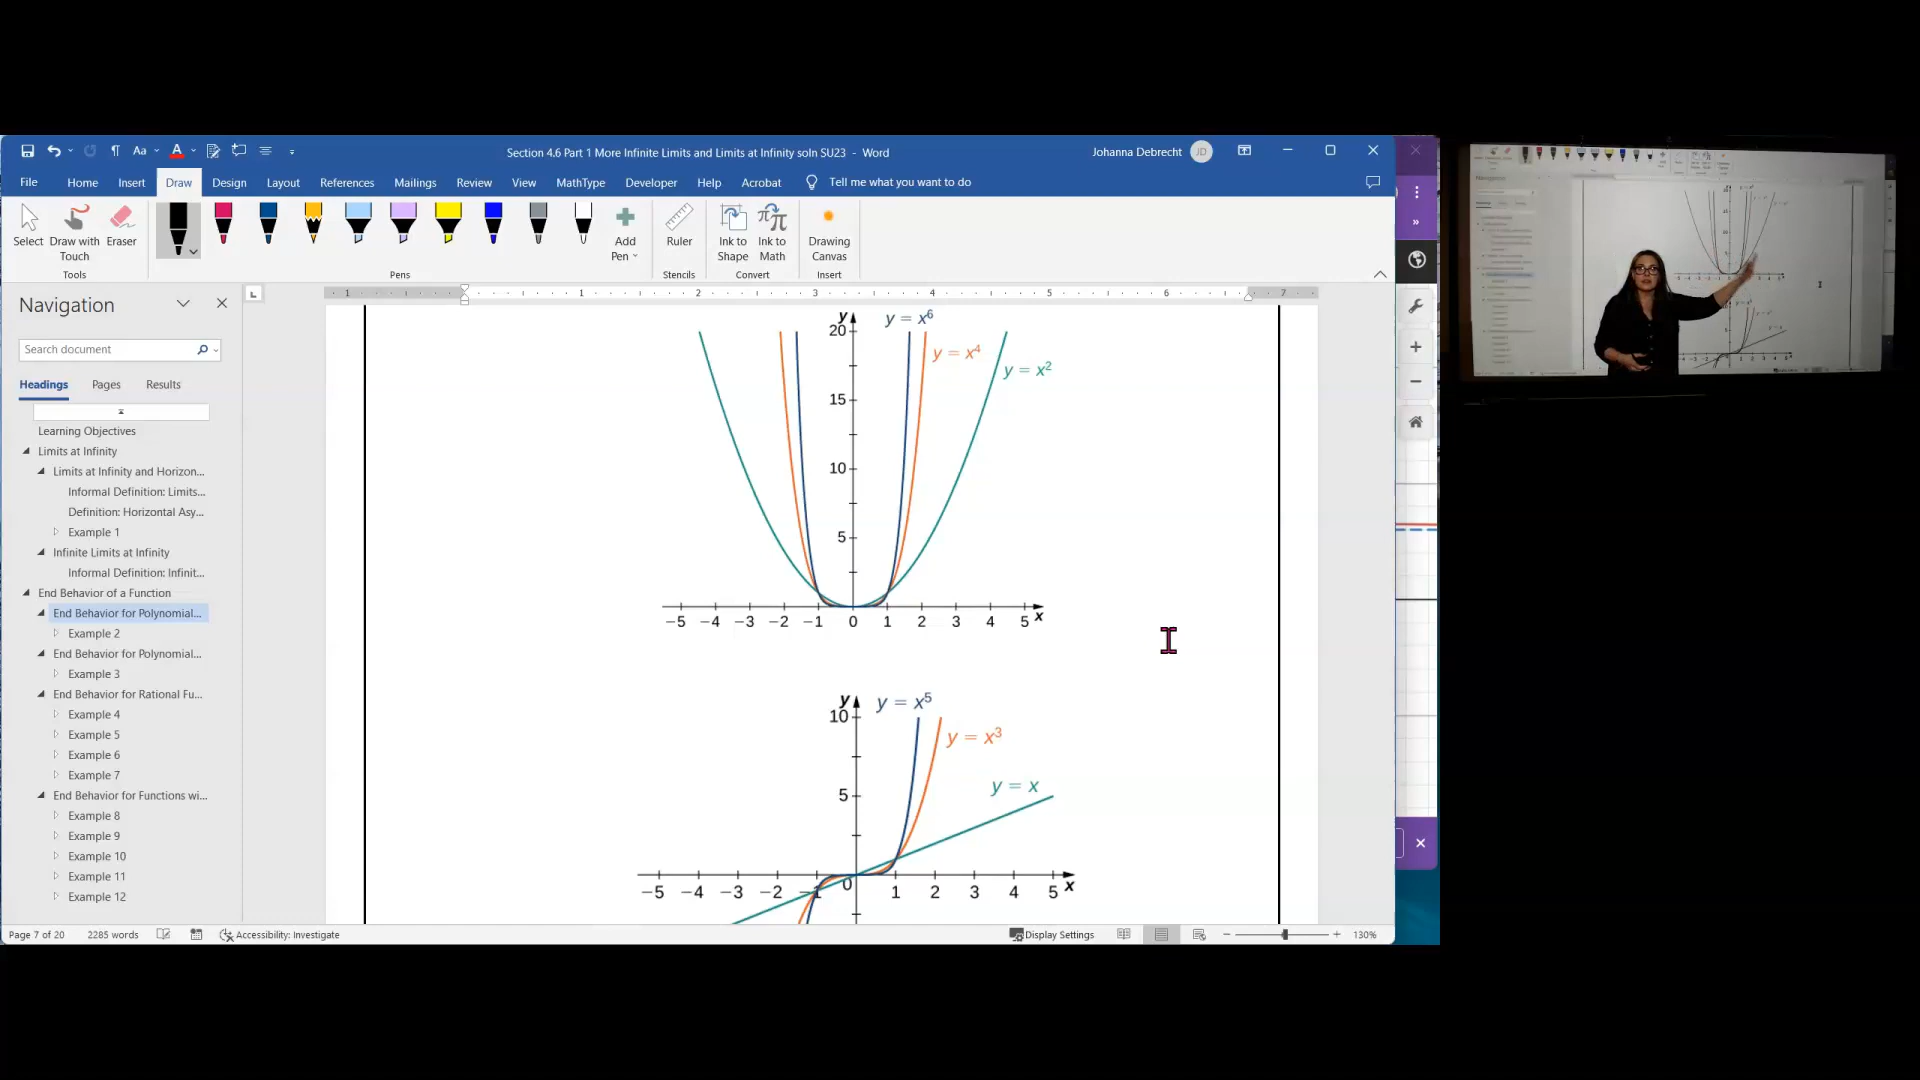 Section 4.6 Part 1 More Infinite Limits and Limits at Infinity soln SU23 - Word
Johanna Debrecht JD
File Home Insert Draw Design Layout References Mailings Review View MathType Developer Help Acrobat Tell me what you want to do
Select
Draw with Touch
Eraser
Add Pen
Ruler
Ink to Shape
Ink to Math
Drawing Canvas
Tools Pens Stencils Convert Insert
Navigation
Search document
Headings Pages Results
Learning Objectives
Limits at Infinity
Limits at Infinity and Horizon...
Informal Definition: Limits...
Definition: Horizontal Asy...
Example 1
Infinite Limits at Infinity
Informal Definition: Infinit...
End Behavior of a Function
End Behavior for Polynomial...
Example 2
End Behavior for Polynomial...
Example 3
End Behavior for Rational Fu...
Example 4
Example 5
Example 6
Example 7
End Behavior for Functions wi...
Example 8
Example 9
Example 10
Example 11
Example 12
1 1 2 3 4 5 7
y y = x⁶
20
y = x⁴
y = x²
15
10
5
−5 −4 −3 −2 −1 0 1 2 3 4 5 x
y y = x⁵
10
y = x³
y = x
5
−5 −4 −3 −2 −1 0 1 2 3 4 5 x
Page 7 of 20 2285 words Accessibility: Investigate Display Settings 130%